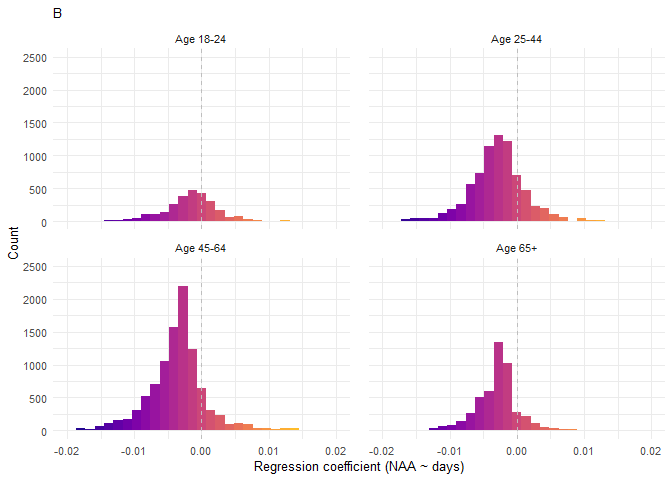 B
Age 18-24
Age 25-44
2500
2000
1500
1000
500
0
Age 45-64
Age 65+
2500
2000
1500
1000
500
0
Count
-0.02 -0.01 0.00 0.01 0.02
-0.02 -0.01 0.00 0.01 0.02
Regression coefficient (NAA ~ days)